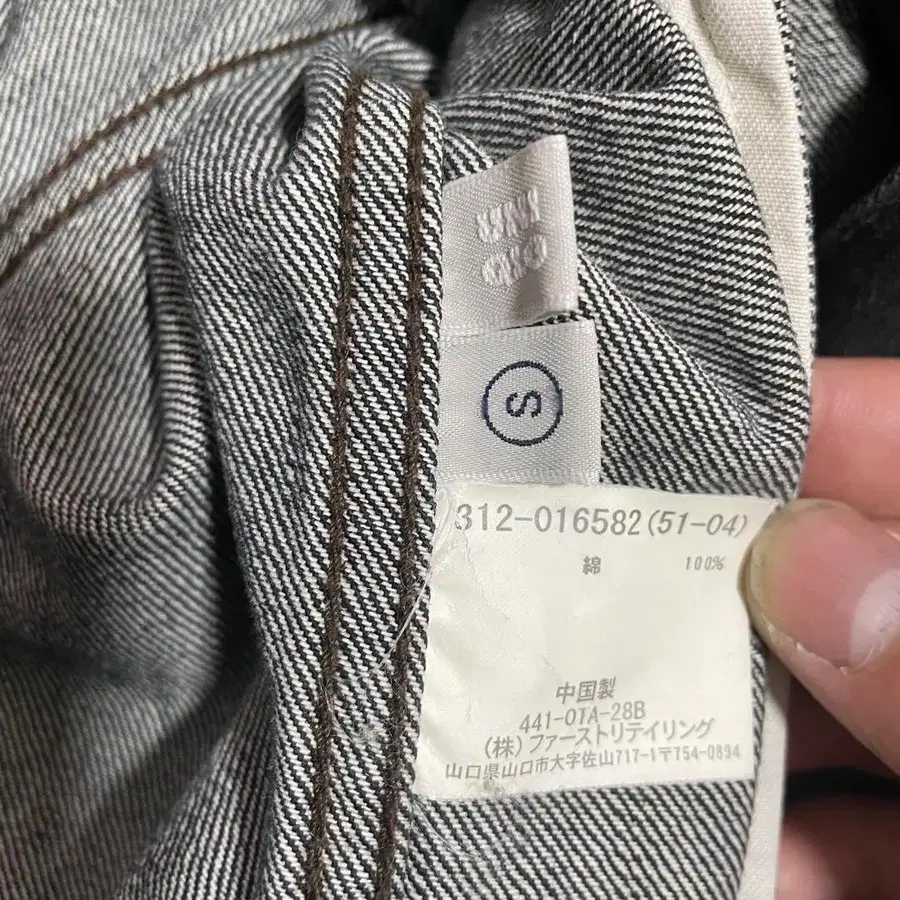 S
312-016582(51-04)
綿 100%
中国製
441-OTA-28B
(株)ファーストリテイリング
山口県山口市大字佐山717-1〒754-0894